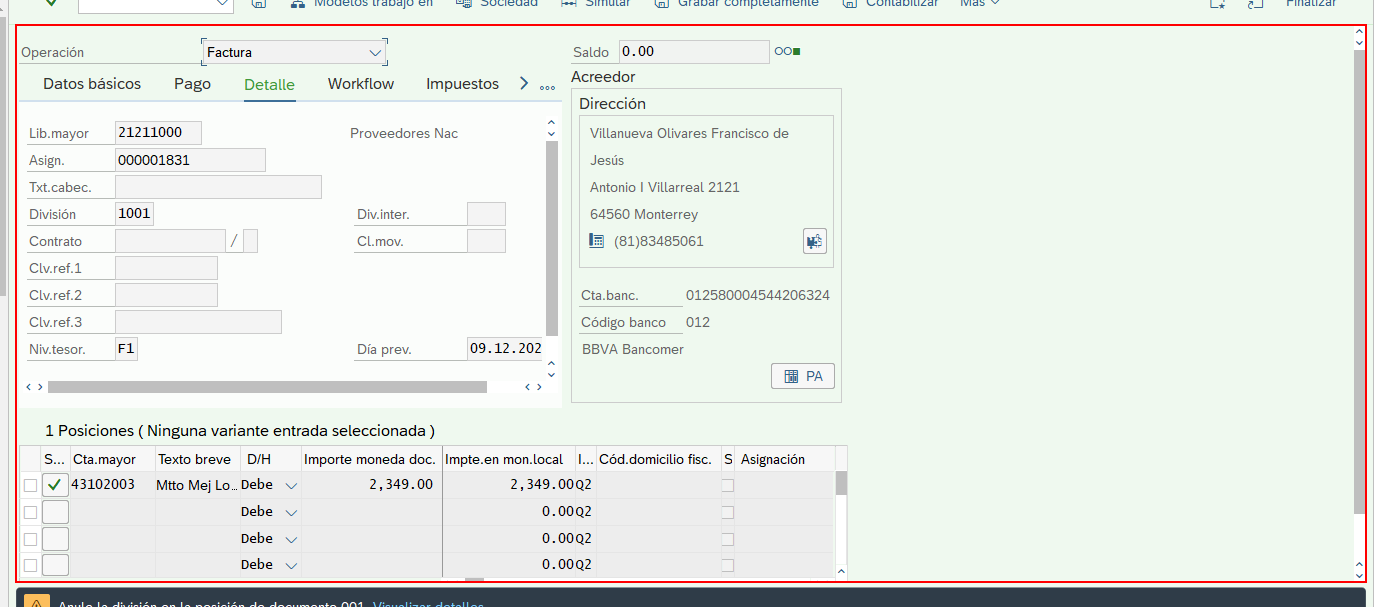 Modelos trabajo en Sociedad Simular Grabar completamente Contabilizar Más Finalizar
Operación Factura Saldo 0.00
Acreedor
Datos básicos Pago Detalle Workflow Impuestos
Dirección
Lib.mayor 21211000 Proveedores Nac
Villanueva Olivares Francisco de
Asign. 000001831
Jesús
Txt.cabec.
Antonio I Villarreal 2121
División 1001 Div.inter.
64560 Monterrey
Contrato / Cl.mov.
(81)83485061
Clv.ref.1
Clv.ref.2
Cta.banc. 012580004544206324
Clv.ref.3
Código banco 012
Niv.tesor. F1 Día prev. 09.12.202
BBVA Bancomer
PA
1 Posiciones ( Ninguna variante entrada seleccionada )
S... Cta.mayor Texto breve D/H Importe moneda doc. Impte.en mon.local I... Cód.domicilio fisc. S Asignación
43102003 Mtto Mej Lo... Debe 2,349.00 2,349.00 Q2
Debe 0.00 Q2
Debe 0.00 Q2
Debe 0.00 Q2
Anule la división en la posición de documento 001 Visualizar detalles